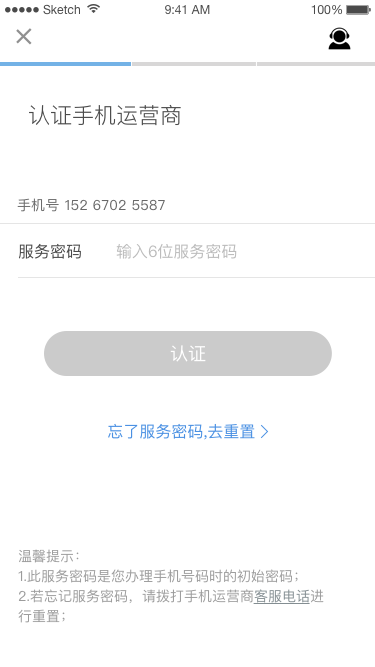 Sketch 9:41 AM 100%
认证手机运营商
手机号 152 6702 5587
服务密码 输入6位服务密码
认证
忘了服务密码,去重置
温馨提示：
1.此服务密码是您办理手机号码时的初始密码；
2.若忘记服务密码，请拨打手机运营商客服电话进
行重置；